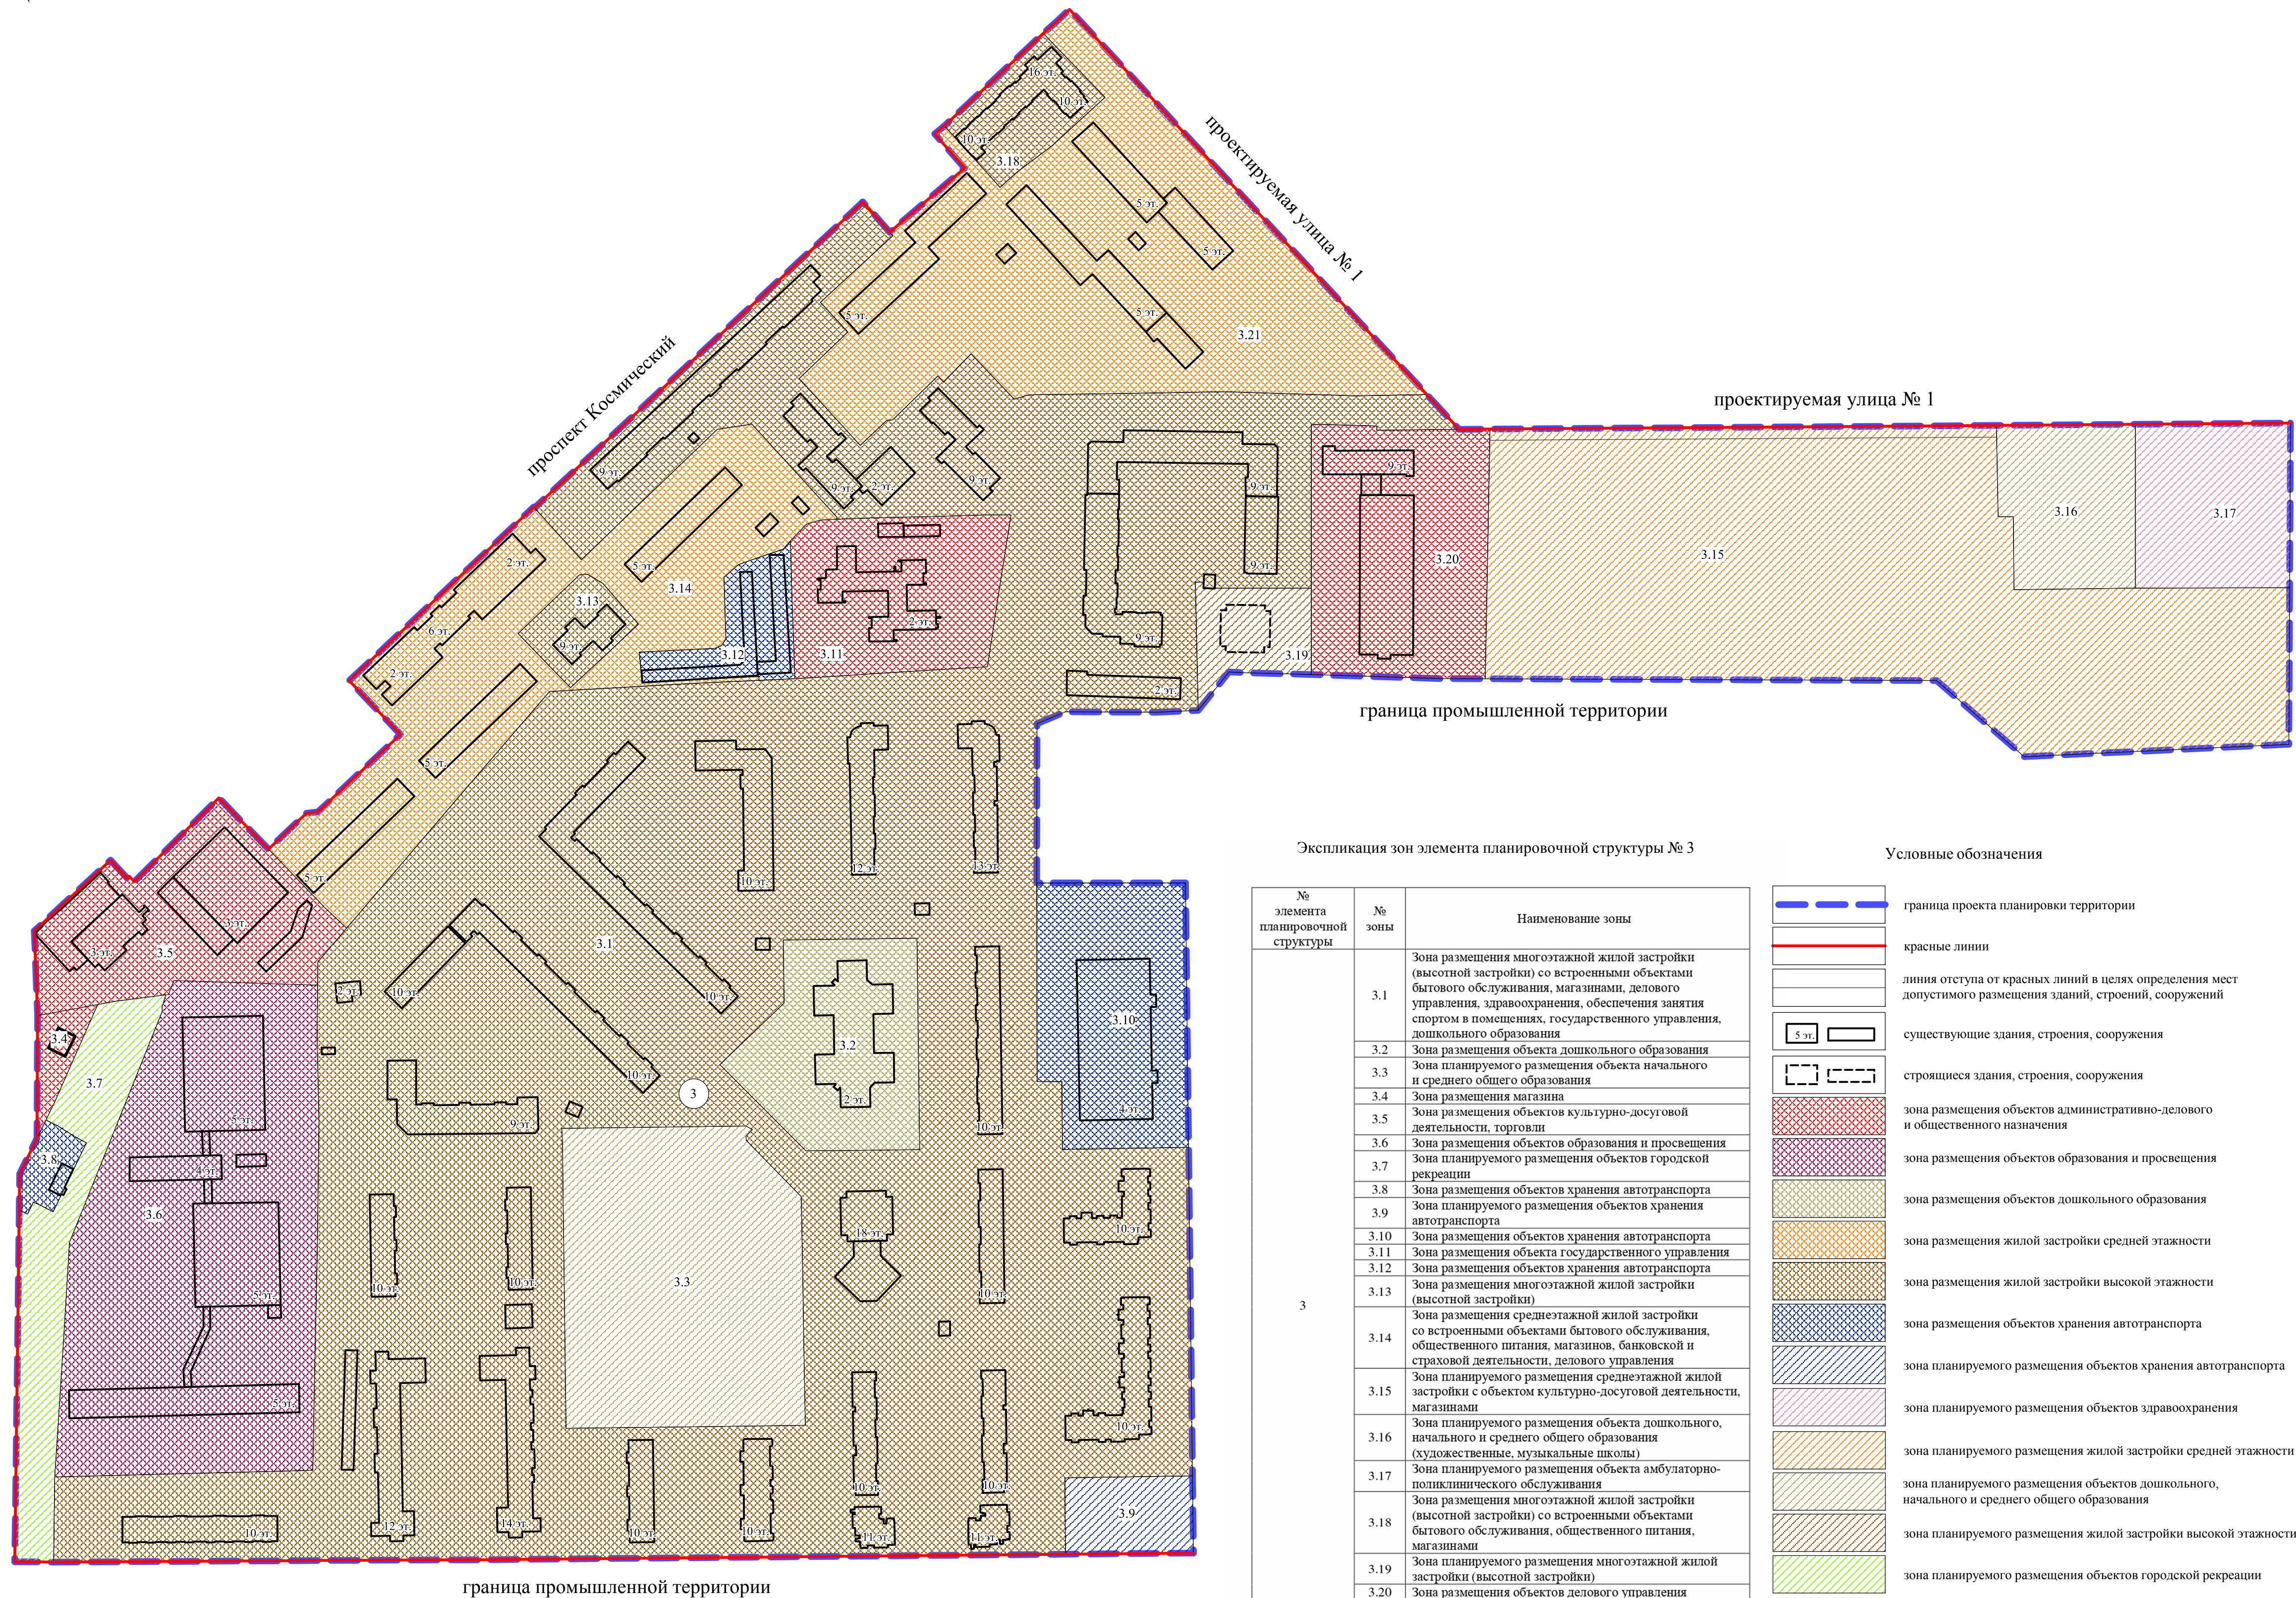 16 эт.
10 эт.
10 эт.
3.18
проектируемая улица № 1
5 эт.
5 эт.
5 эт.
5 эт.
3.21
проспект Космический
проектируемая улица № 1
9 эт.
9 эт.
2 эт.
9 эт.
9 эт.
9 эт.
9 эт.
9 эт.
3.20
3.15
3.16
3.17
2 эт.
5 эт.
3.14
3.13
9 эт.
6 эт.
2 эт.
3.12
3.11
2 эт.
3.19
2 эт.
граница промышленной территории
5 эт.
5 эт.
10 эт.
12 эт.
13 эт.
3 эт.
3 эт.
3.5
3.1
2 эт.
10 эт.
10 эт.
10 эт.
3.4
3.7
3.8
3.2
2 эт.
3
9 эт.
10 эт.
3.10
4 эт.
5 эт.
4 эт.
3.6
5 эт.
5 эт.
10 эт.
10 эт.
3.3
18 эт.
10 эт.
10 эт.
10 эт.
10 эт.
12 эт.
14 эт.
10 эт.
10 эт.
10 эт.
10 эт.
11 эт.
11 эт.
3.9
граница промышленной территории
Экспликация зон элемента планировочной структуры № 3
№
элемента
планировочной
структуры
№
зоны
Наименование зоны
3
3.1
Зона размещения многоэтажной жилой застройки
(высотной застройки) со встроенными объектами
бытового обслуживания, магазинами, делового
управления, здравоохранения, обеспечения занятия
спортом в помещениях, государственного управления,
дошкольного образования
3.2 Зона размещения объекта дошкольного образования
3.3 Зона планируемого размещения объекта начального
и среднего общего образования
3.4 Зона размещения магазина
3.5 Зона размещения объектов культурно-досуговой
деятельности, торговли
3.6 Зона размещения объектов образования и просвещения
3.7 Зона планируемого размещения объектов городской
рекреации
3.8 Зона размещения объектов хранения автотранспорта
3.9 Зона планируемого размещения объектов хранения
автотранспорта
3.10 Зона размещения объектов хранения автотранспорта
3.11 Зона размещения объекта государственного управления
3.12 Зона размещения объектов хранения автотранспорта
3.13 Зона размещения многоэтажной жилой застройки
(высотной застройки)
3.14 Зона размещения среднеэтажной жилой застройки
со встроенными объектами бытового обслуживания,
общественного питания, магазинов, банковской и
страховой деятельности, делового управления
3.15 Зона планируемого размещения среднеэтажной жилой
застройки с объектом культурно-досуговой деятельности,
магазинами
3.16 Зона планируемого размещения объекта дошкольного,
начального и среднего общего образования
(художественные, музыкальные школы)
3.17 Зона планируемого размещения объекта амбулаторно-
поликлинического обслуживания
3.18 Зона размещения многоэтажной жилой застройки
(высотной застройки) со встроенными объектами
бытового обслуживания, общественного питания,
магазинами
3.19 Зона планируемого размещения многоэтажной жилой
застройки (высотной застройки)
3.20 Зона размещения объектов делового управления
Условные обозначения
граница проекта планировки территории
красные линии
линия отступа от красных линий в целях определения мест
допустимого размещения зданий, строений, сооружений
5 эт.
существующие здания, строения, сооружения
строящиеся здания, строения, сооружения
зона размещения объектов административно-делового
и общественного назначения
зона размещения объектов образования и просвещения
зона размещения объектов дошкольного образования
зона размещения жилой застройки средней этажности
зона размещения жилой застройки высокой этажности
зона размещения объектов хранения автотранспорта
зона планируемого размещения объектов хранения автотранспорта
зона планируемого размещения объектов здравоохранения
зона планируемого размещения жилой застройки средней этажности
зона планируемого размещения объектов дошкольного,
начального и среднего общего образования
зона планируемого размещения жилой застройки высокой этажности
зона планируемого размещения объектов городской рекреации